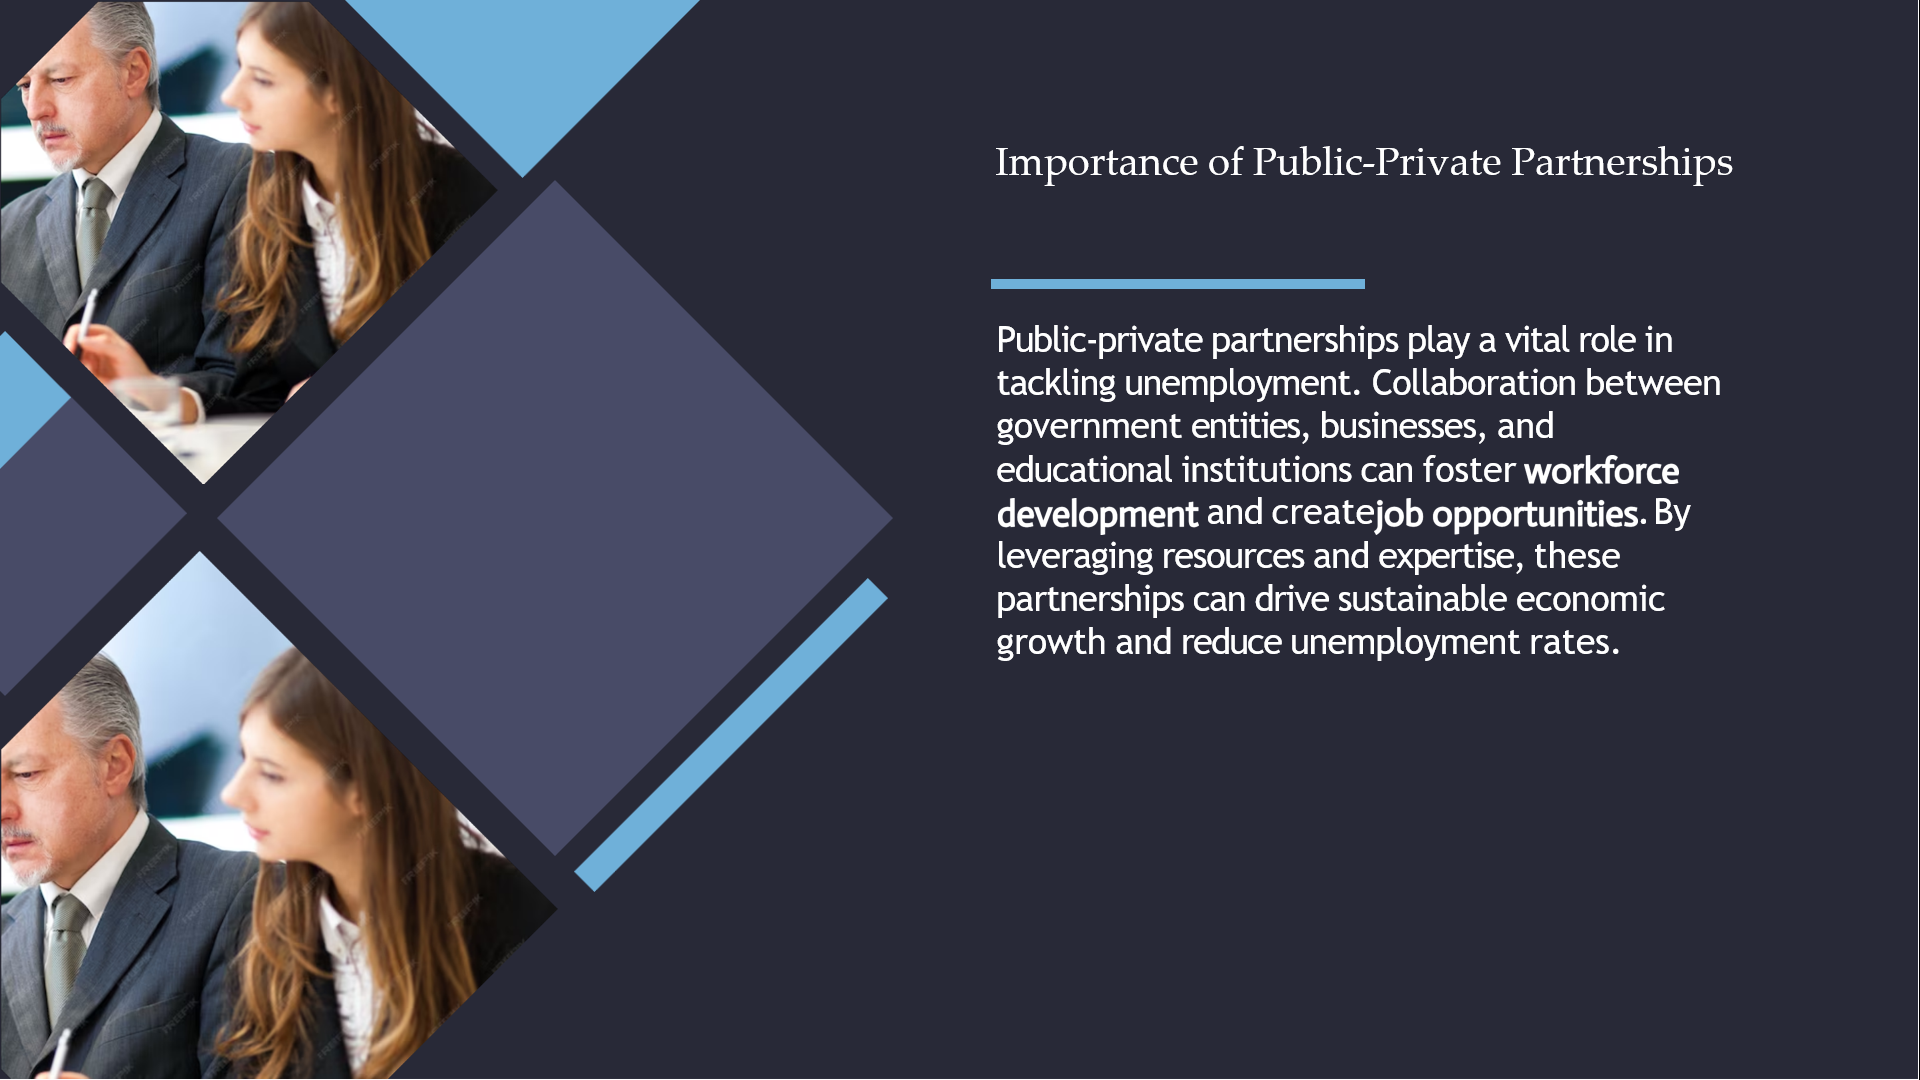 Importance of Public-Private Partnerships
Public-private partnerships play a vital role in
tackling unemployment. Collaboration between
government entities, businesses, and
educational institutions can foster workforce
development and createjob opportunities. By
leveraging resources and expertise, these
partnerships can drive sustainable economic
growth and reduce unemployment rates.